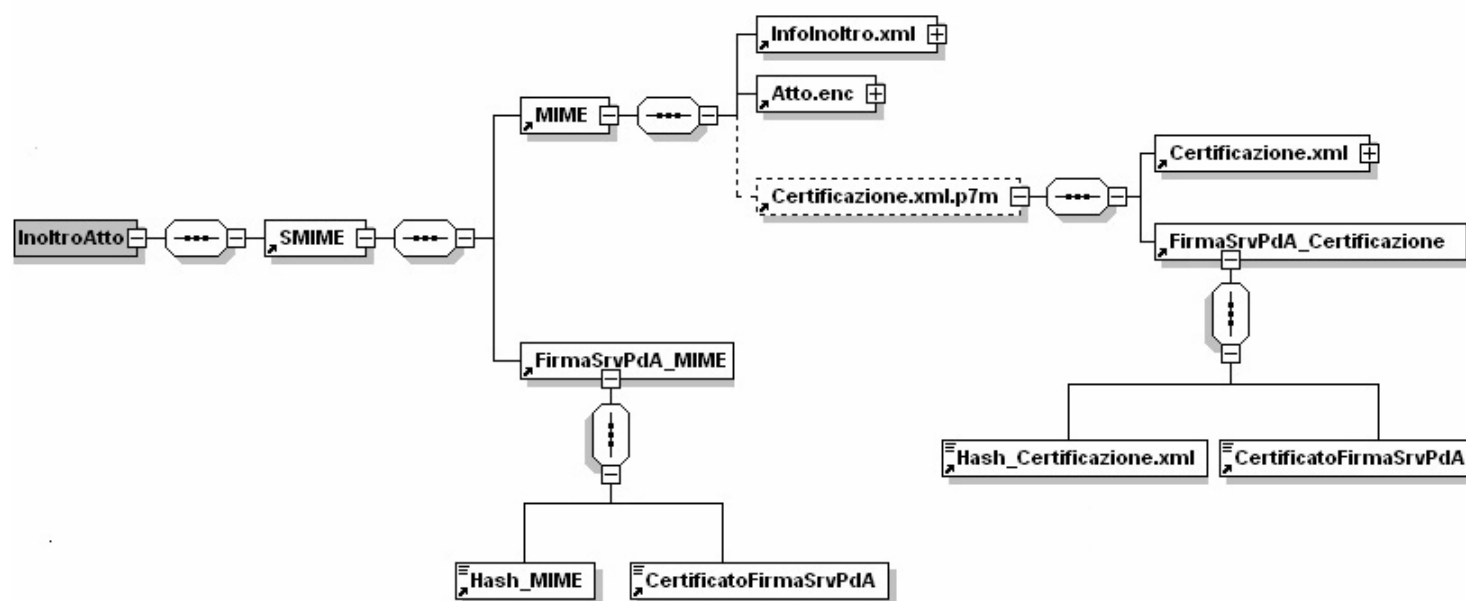 InfoInoltro.xml
MIME
Atto.enc
Certificazione.xml
Certificazione.xml.p7m
InoltroAtto
SMIME
FirmaSrvPdA_Certificazione
FirmaSrvPdA_MIME
Hash_Certificazione.xml
CertificatoFirmaSrvPdA
Hash_MIME
CertificatoFirmaSrvPdA